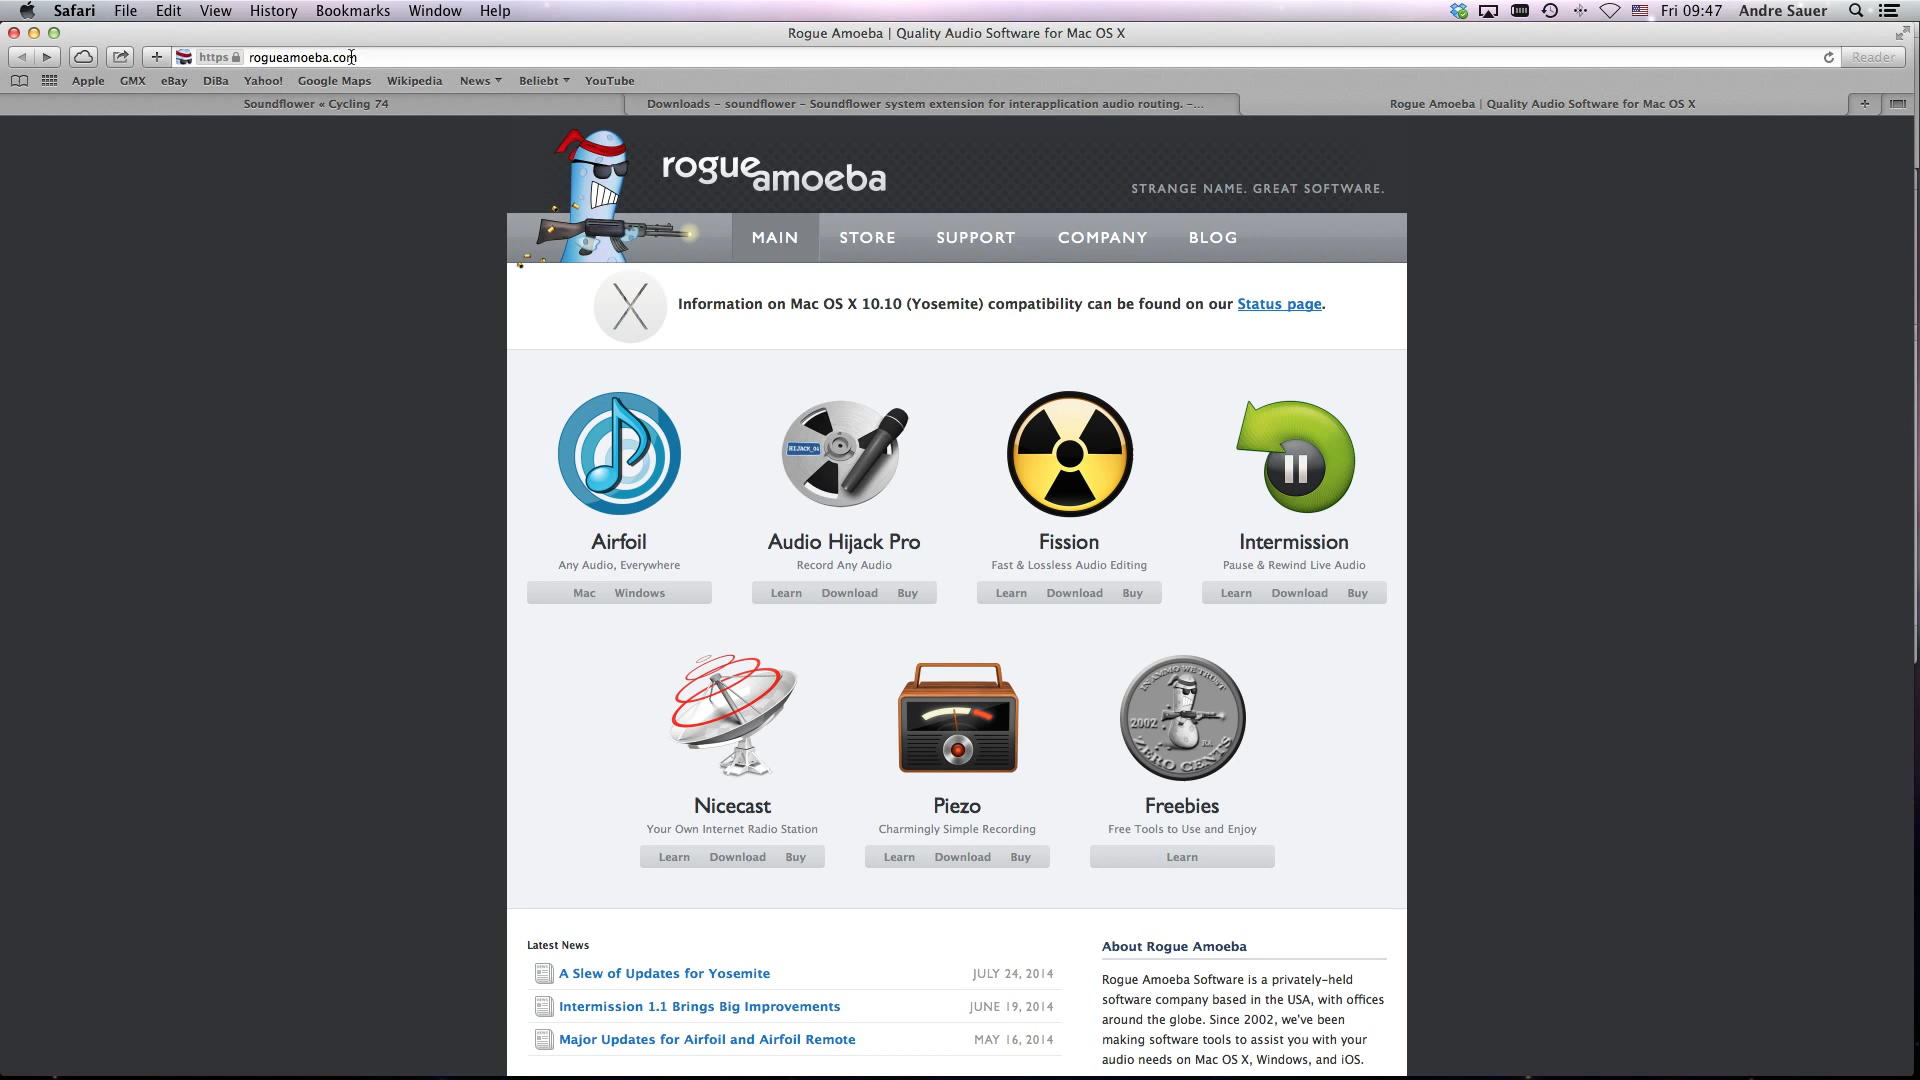 Safari File Edit View History Bookmarks Window Help Fri 09:47 Andre Sauer
Rogue Amoeba | Quality Audio Software for Mac OS X
https rogueamoeba.com Reader
Apple GMX eBay DiBa Yahoo! Google Maps Wikipedia News Beliebt YouTube
Soundflower « Cycling 74 Downloads – soundflower – Soundflower system extension for interapplication audio routing. –... Rogue Amoeba | Quality Audio Software for Mac OS X
rogue amoeba
STRANGE NAME. GREAT SOFTWARE.
MAIN STORE SUPPORT COMPANY BLOG
Information on Mac OS X 10.10 (Yosemite) compatibility can be found on our Status page.
HIJACK_04
Airfoil Audio Hijack Pro Fission Intermission
Any Audio, Everywhere Record Any Audio Fast & Lossless Audio Editing Pause & Rewind Live Audio
Mac Windows Learn Download Buy Learn Download Buy Learn Download Buy
IN AMMO WE TRUST
2002
RA
ZERO CENTS
Nicecast Piezo Freebies
Your Own Internet Radio Station Charmingly Simple Recording Free Tools to Use and Enjoy
Learn Download Buy Learn Download Buy Learn
Latest News
A Slew of Updates for Yosemite JULY 24, 2014
Intermission 1.1 Brings Big Improvements JUNE 19, 2014
Major Updates for Airfoil and Airfoil Remote MAY 16, 2014
About Rogue Amoeba
Rogue Amoeba Software is a privately-held
software company based in the USA, with offices
around the globe. Since 2002, we've been
making software tools to assist you with your
audio needs on Mac OS X, Windows, and iOS.